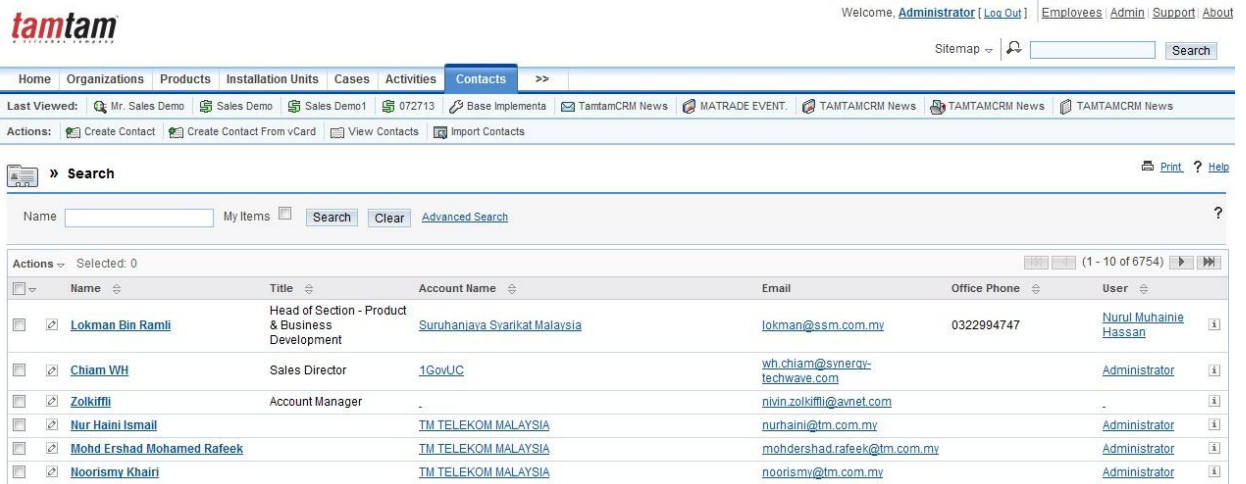 Welcome, Administrator [ Log Out ] | Employees | Admin | Support | About
tamtam
Sitemap
Search
Home Organizations Products Installation Units Cases Activities Contacts >>
Last Viewed: Mr. Sales Demo Sales Demo Sales Demo1 072713 Base Implementa TamtamCRM News MATRADE EVENT. TAMTAMCRM News TAMTAMCRM News TAMTAMCRM News
Actions: Create Contact Create Contact From vCard View Contacts Import Contacts
» Search
Print ? Help
Name My Items Search Clear Advanced Search ?
Actions Selected: 0 (1 - 10 of 6754)
Name Title Account Name Email Office Phone User
Lokman Bin Ramli Head of Section - Product & Business Development Suruhanjaya Syarikat Malaysia lokman@ssm.com.my 0322994747 Nurul Muhainie Hassan
Chiam WH Sales Director 1GovUC wh.chiam@synergy-techwave.com Administrator
Zolkiffli Account Manager nivin.zolkiffli@avnet.com
Nur Haini Ismail TM TELEKOM MALAYSIA nurhaini@tm.com.my Administrator
Mohd Ershad Mohamed Rafeek TM TELEKOM MALAYSIA mohdershad.rafeek@tm.com.my Administrator
Noorismy Khairi TM TELEKOM MALAYSIA noorismy@tm.com.my Administrator